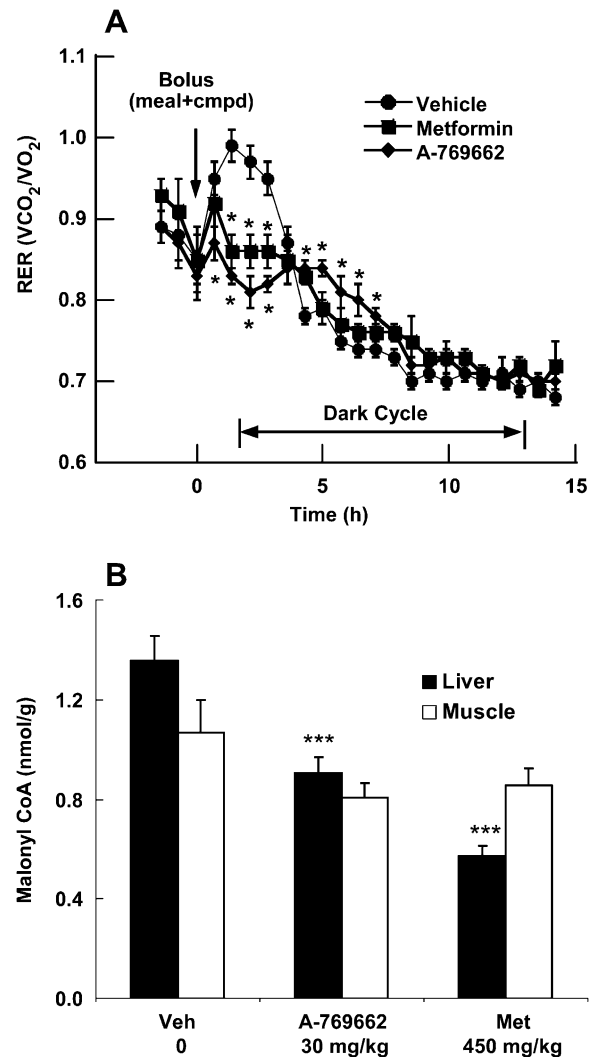 A
1.1
1.0
0.9
0.8
0.7
0.6
RER (VCO2/VO2)
Bolus
(meal+cmpd)
Vehicle
Metformin
A-769662
* * *
* * * * *
* * * *
Dark Cycle
0 5 10 15
Time (h)
B
1.6
1.2
0.8
0.4
0.0
Malonyl CoA (nmol/g)
Liver
Muscle
***
***
Veh A-769662 Met
0 30 mg/kg 450 mg/kg